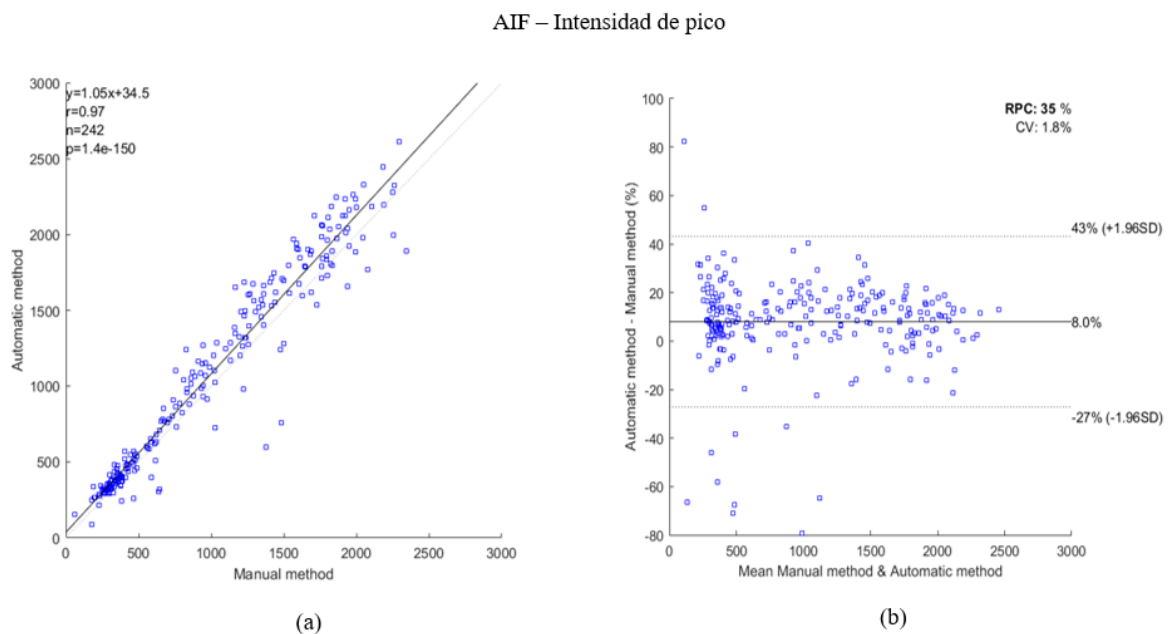 AIF – Intensidad de pico
3000
y=1.05x+34.5
r=0.97
n=242
p=1.4e-150
2500
2000
1500
1000
500
0
0 500 1000 1500 2000 2500 3000
Automatic method
Manual method
(a)
100
80
60
40
20
0
-20
-40
-60
-80
0 500 1000 1500 2000 2500 3000
Automatic method - Manual method (%)
Mean Manual method & Automatic method
RPC: 35 %
CV: 1.8%
43% (+1.96SD)
8.0%
-27% (-1.96SD)
(b)